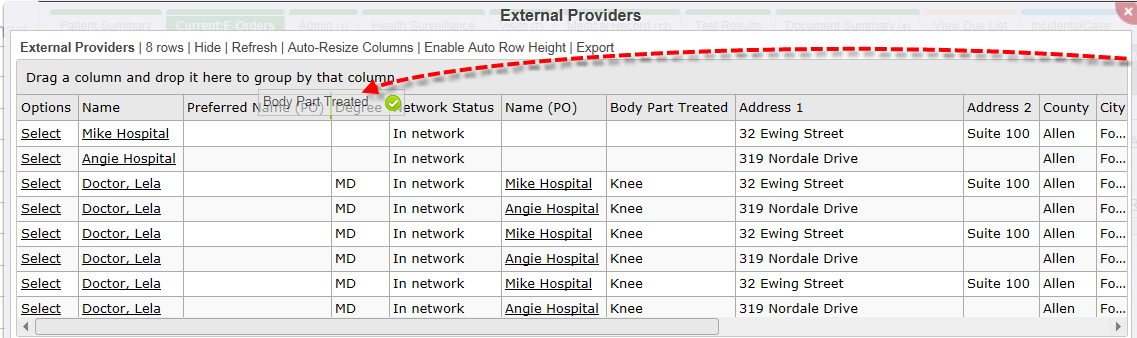 Patient Summary Current:E-Orders Admin Health Surveillance Test Results Document Summary View Due List Incidents/Case
External Providers
External Providers | 8 rows | Hide | Refresh | Auto-Resize Columns | Enable Auto Row Height | Export
Drag a column and drop it here to group by that column
Body Part Treated
Options Name Preferred Name (PO) Degree Network Status Name (PO) Body Part Treated Address 1 Address 2 County City
Select Mike Hospital In network 32 Ewing Street Suite 100 Allen Fo...
Select Angie Hospital In network 319 Nordale Drive Allen Fo...
Select Doctor, Lela MD In network Mike Hospital Knee 32 Ewing Street Suite 100 Allen Fo...
Select Doctor, Lela MD In network Angie Hospital Knee 319 Nordale Drive Allen Fo...
Select Doctor, Lela MD In network Mike Hospital Knee 32 Ewing Street Suite 100 Allen Fo...
Select Doctor, Lela MD In network Angie Hospital Knee 319 Nordale Drive Allen Fo...
Select Doctor, Lela MD In network Mike Hospital Knee 32 Ewing Street Suite 100 Allen Fo...
Select Doctor, Lela MD In network Angie Hospital Knee 319 Nordale Drive Allen Fo...